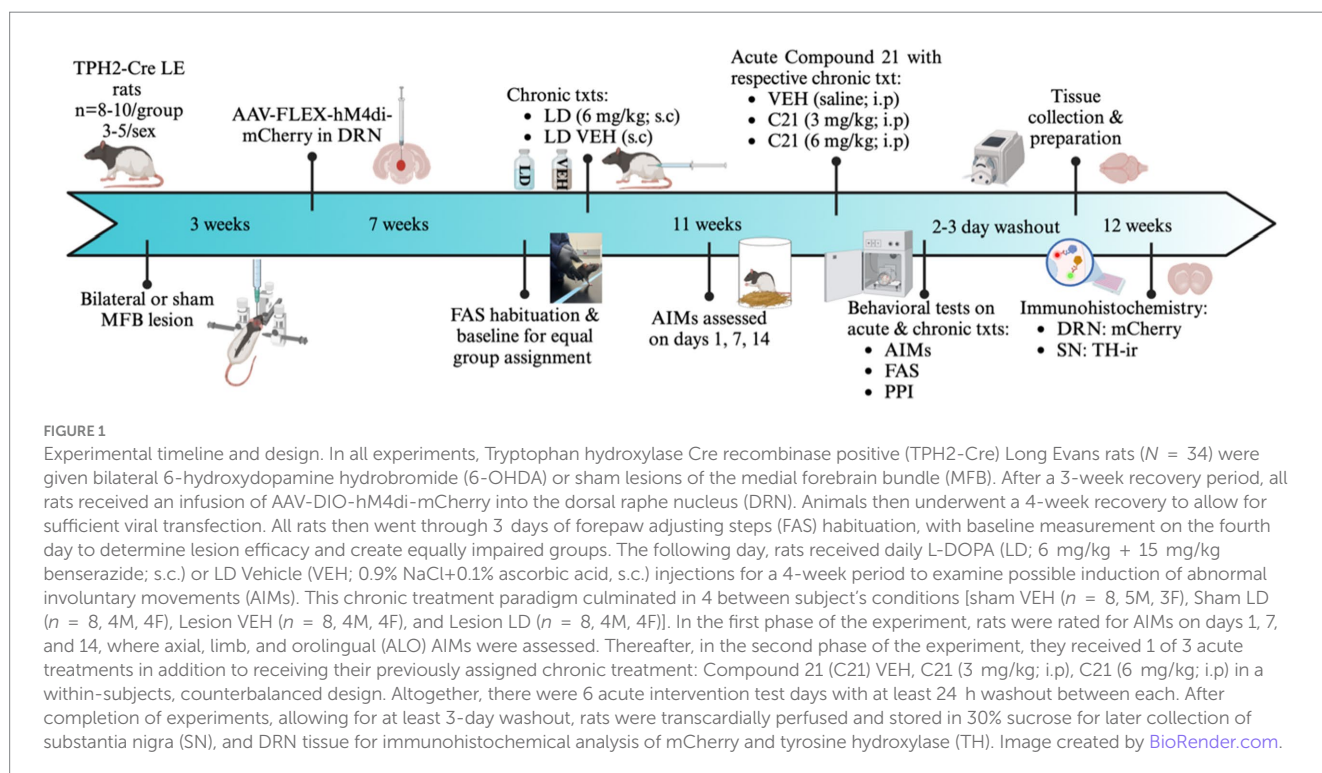 TPH2-Cre LE
rats
n=8-10/group
3-5/sex
AAV-FLEX-hM4di-
mCherry in DRN
Chronic txts:
• LD (6 mg/kg; s.c)
• LD VEH (s.c)
LD
VEH
Acute Compound 21 with
respective chronic txt:
• VEH (saline; i.p)
• C21 (3 mg/kg; i.p)
• C21 (6 mg/kg; i.p)
Tissue
collection &
preparation
3 weeks
7 weeks
11 weeks
2-3 day washout
12 weeks
Bilateral or sham
MFB lesion
FAS habituation &
baseline for equal
group assignment
AIMs assessed
on days 1, 7, 14
Behavioral tests on
acute & chronic txts:
• AIMs
• FAS
• PPI
Immunohistochemistry:
• DRN: mCherry
• SN: TH-ir
FIGURE 1
Experimental timeline and design. In all experiments, Tryptophan hydroxylase Cre recombinase positive (TPH2-Cre) Long Evans rats (N = 34) were
given bilateral 6-hydroxydopamine hydrobromide (6-OHDA) or sham lesions of the medial forebrain bundle (MFB). After a 3-week recovery period, all
rats received an infusion of AAV-DIO-hM4di-mCherry into the dorsal raphe nucleus (DRN). Animals then underwent a 4-week recovery to allow for
sufficient viral transfection. All rats then went through 3 days of forepaw adjusting steps (FAS) habituation, with baseline measurement on the fourth
day to determine lesion efficacy and create equally impaired groups. The following day, rats received daily L-DOPA (LD; 6 mg/kg + 15 mg/kg
benserazide; s.c.) or LD Vehicle (VEH; 0.9% NaCl+0.1% ascorbic acid, s.c.) injections for a 4-week period to examine possible induction of abnormal
involuntary movements (AIMs). This chronic treatment paradigm culminated in 4 between subject's conditions [sham VEH (n = 8, 5M, 3F), Sham LD
(n = 8, 4M, 4F), Lesion VEH (n = 8, 4M, 4F), and Lesion LD (n = 8, 4M, 4F)]. In the first phase of the experiment, rats were rated for AIMs on days 1, 7,
and 14, where axial, limb, and orolingual (ALO) AIMs were assessed. Thereafter, in the second phase of the experiment, they received 1 of 3 acute
treatments in addition to receiving their previously assigned chronic treatment: Compound 21 (C21) VEH, C21 (3 mg/kg; i.p), C21 (6 mg/kg; i.p) in a
within-subjects, counterbalanced design. Altogether, there were 6 acute intervention test days with at least 24 h washout between each. After
completion of experiments, allowing for at least 3-day washout, rats were transcardially perfused and stored in 30% sucrose for later collection of
substantia nigra (SN), and DRN tissue for immunohistochemical analysis of mCherry and tyrosine hydroxylase (TH). Image created by BioRender.com.